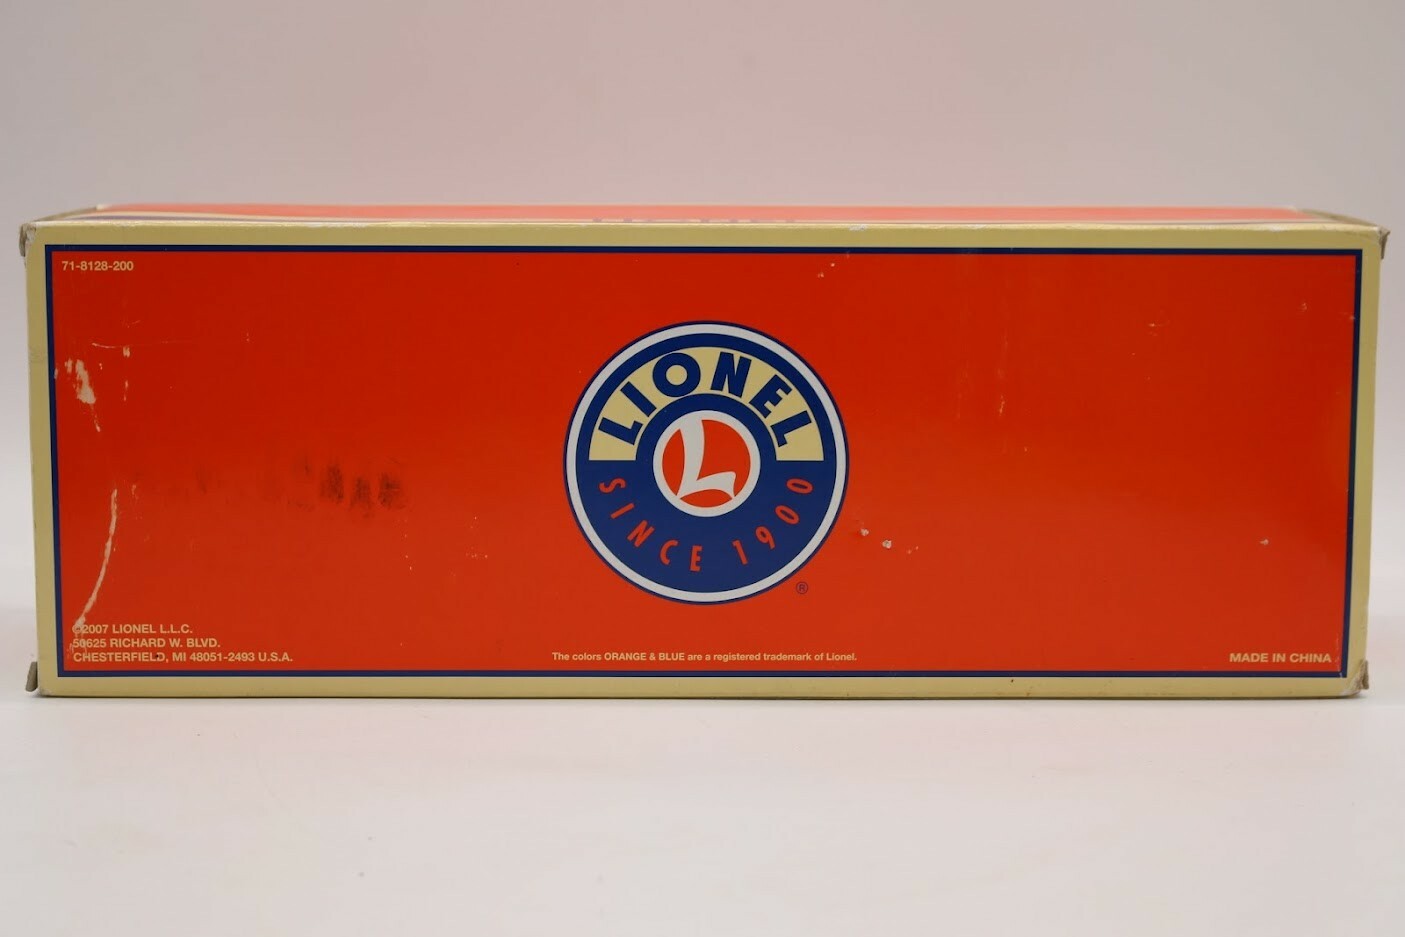 71-8128-200
LIONEL
L
SINCE 1900
®
©2007 LIONEL L.L.C.
50625 RICHARD W. BLVD.
CHESTERFIELD, MI 48051-2493 U.S.A.
The colors ORANGE & BLUE are a registered trademark of Lionel.
MADE IN CHINA